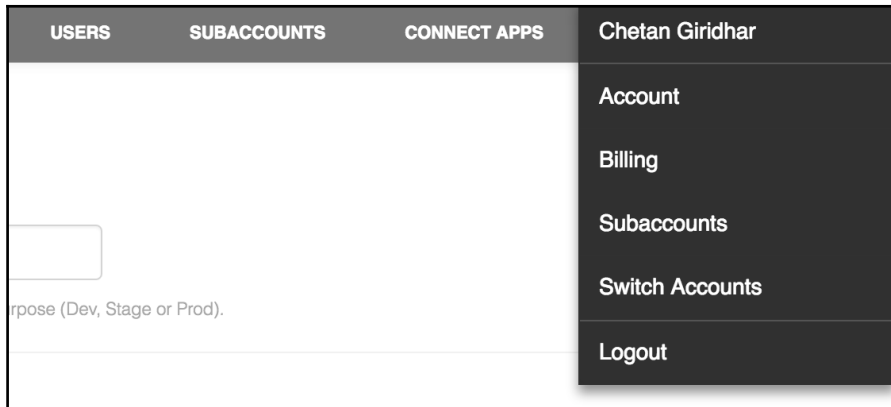 USERS SUBACCOUNTS CONNECT APPS Chetan Giridhar
Account
Billing
Subaccounts
Switch Accounts
rpose (Dev, Stage or Prod).
Logout